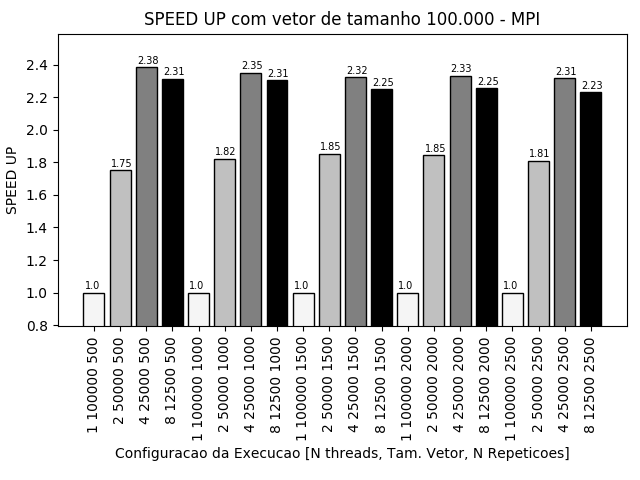 SPEED UP com vetor de tamanho 100.000 - MPI
SPEED UP
2.4
2.2
2.0
1.8
1.6
1.4
1.2
1.0
0.8
1.0
1.75
2.38
2.31
1.0
1.82
2.35
2.31
1.0
1.85
2.32
2.25
1.0
1.85
2.33
2.25
1.0
1.81
2.31
2.23
1 100000 500
2 50000 500
4 25000 500
8 12500 500
1 100000 1000
2 50000 1000
4 25000 1000
8 12500 1000
1 100000 1500
2 50000 1500
4 25000 1500
8 12500 1500
1 100000 2000
2 50000 2000
4 25000 2000
8 12500 2000
1 100000 2500
2 50000 2500
4 25000 2500
8 12500 2500
Configuracao da Execucao [N threads, Tam. Vetor, N Repeticoes]